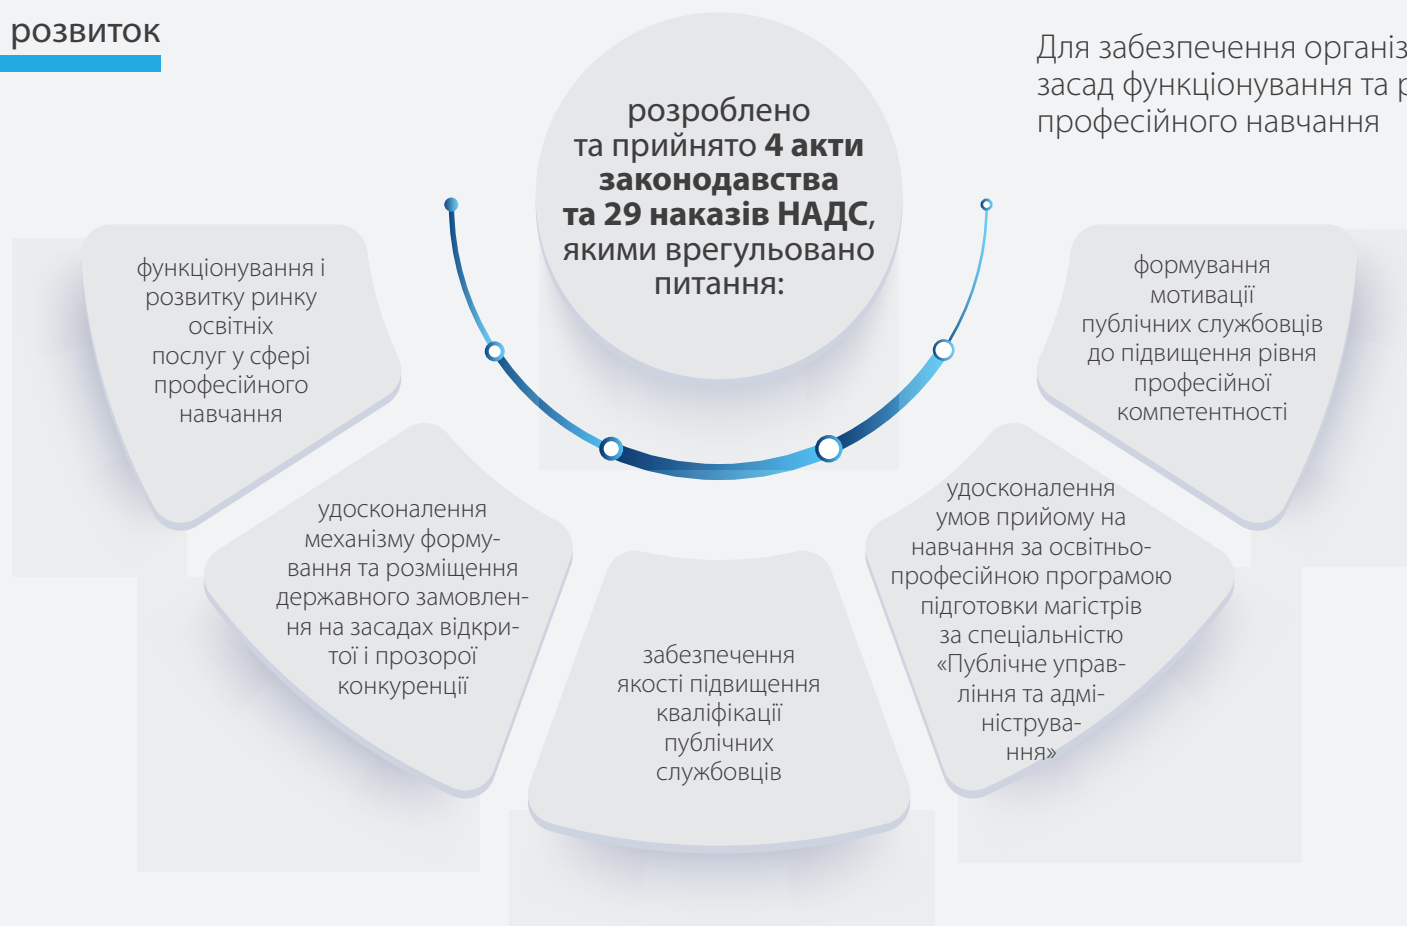 розвиток
Для забезпечення
засад функціонування та
професійного навчання
розроблено
та прийнято 4 акти
законодавства
та 29 наказів НАДС,
якими врегульовано
питання:
функціонування і
розвитку ринку
освітніх
послуг у сфері
професійного
навчання
удосконалення
механізму форму-
вання та розміщення
державного замовлен-
ня на засадах відкри-
тої і прозорої
конкуренції
забезпечення
якості підвищення
кваліфікації
публічних
службовців
удосконалення
умов прийому на
навчання за освітньо-
професійною програмою
підготовки магістрів
за спеціальністю
«Публічне управ-
ління та адмі-
ніструва-
ння»
формування
мотивації
публічних службовців
до підвищення рівня
професійної
компетентності